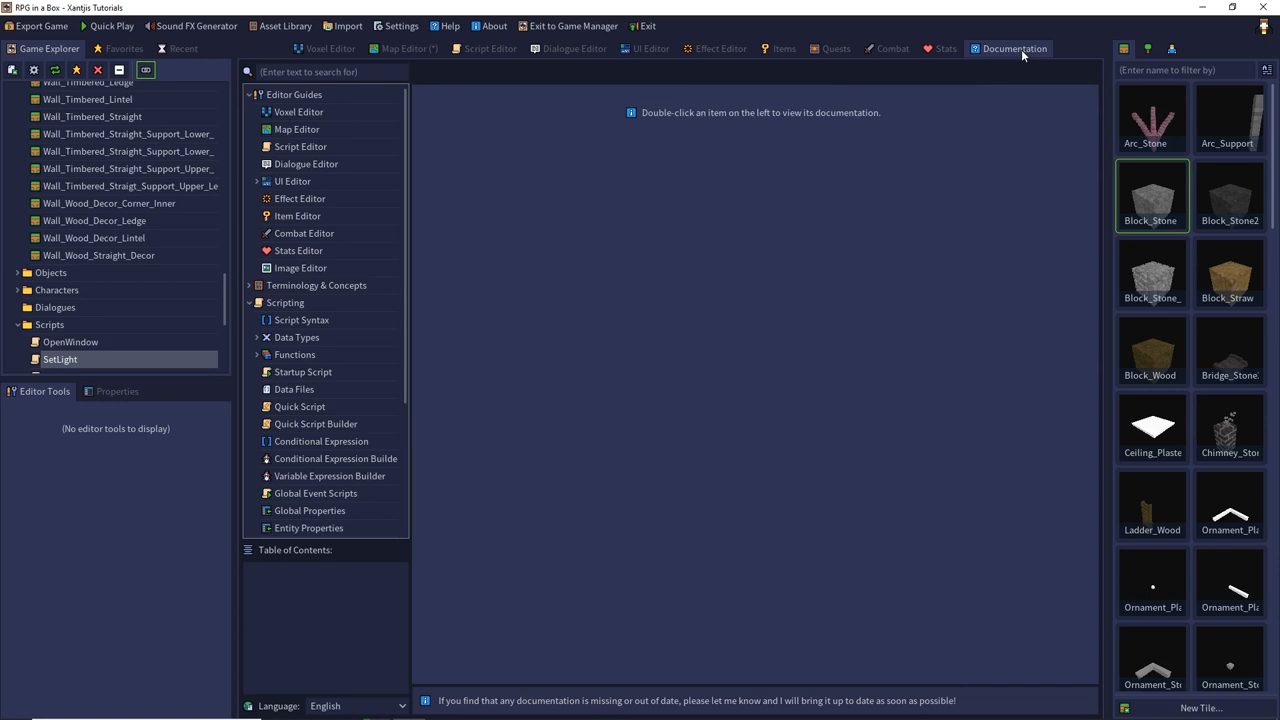 RPG in a Box - Xantjis Tutorials
Export Game Quick Play Sound FX Generator Asset Library Import Settings Help About Exit to Game Manager Exit
Game Explorer Favorites Recent
Voxel Editor Map Editor (*) Script Editor Dialogue Editor UI Editor Effect Editor Items Quests Combat Stats Documentation
Wall_Timbered_Ledge
Wall_Timbered_Lintel
Wall_Timbered_Straight
Wall_Timbered_Straight_Support_Lower_
Wall_Timbered_Straight_Support_Lower_
Wall_Timbered_Straight_Support_Upper_
Wall_Timbered_Straigt_Support_Upper_Le
Wall_Wood_Decor_Corner_Inner
Wall_Wood_Decor_Ledge
Wall_Wood_Decor_Lintel
Wall_Wood_Straight_Decor
Objects
Characters
Dialogues
Scripts
OpenWindow
SetLight
Editor Tools Properties
(No editor tools to display)
(Enter text to search for)
Editor Guides
Voxel Editor
Map Editor
Script Editor
Dialogue Editor
UI Editor
Effect Editor
Item Editor
Combat Editor
Stats Editor
Image Editor
Terminology & Concepts
Scripting
Script Syntax
Data Types
Functions
Startup Script
Data Files
Quick Script
Quick Script Builder
Conditional Expression
Conditional Expression Builde
Variable Expression Builder
Global Event Scripts
Global Properties
Entity Properties
Table of Contents:
Language: English
Double-click an item on the left to view its documentation.
If you find that any documentation is missing or out of date, please let me know and I will bring it up to date as soon as possible!
(Enter name to filter by)
Arc_Stone Arc_Support
Block_Stone Block_Stone2
Block_Stone_ Block_Straw
Block_Wood Bridge_Stone
Ceiling_Plaste Chimney_Stor
Ladder_Wood Ornament_Pla
Ornament_Pla Ornament_Pla
Ornament_Sto Ornament_Sto
New Tile...